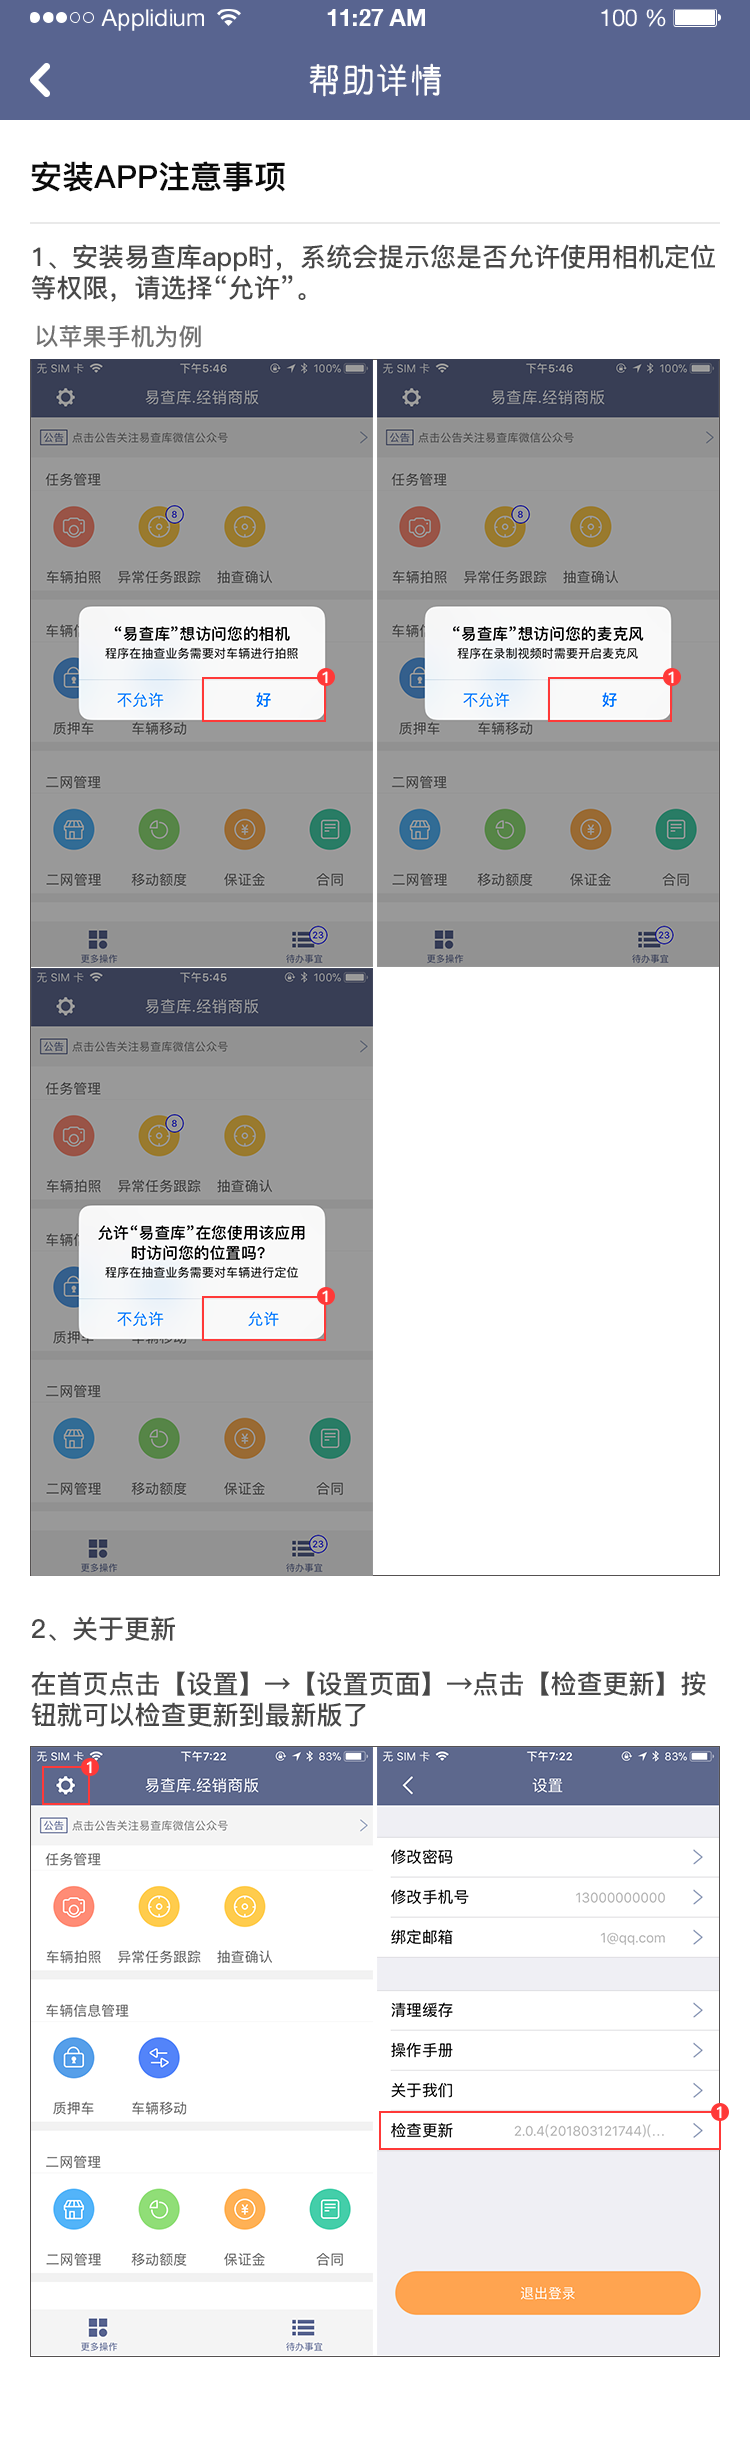 Applidium 11:27 AM 100 %
帮助详情
安装APP注意事项
1、安装易查库app时，系统会提示您是否允许使用相机定位
等权限，请选择“允许”。
以苹果手机为例
无 SIM 卡 下午5:46 100%
易查库.经销商版
公告 点击公告关注易查库微信公众号
任务管理
8
车辆拍照 异常任务跟踪 抽查确认
车辆信
“易查库”想访问您的相机
程序在抽查业务需要对车辆进行拍照
1
不允许 好
质押车 车辆移动
二网管理
二网管理 移动额度 保证金 合同
23
更多操作 待办事宜
无 SIM 卡 下午5:46 100%
易查库.经销商版
公告 点击公告关注易查库微信公众号
任务管理
8
车辆拍照 异常任务跟踪 抽查确认
车辆信
“易查库”想访问您的麦克风
程序在录制视频时需要开启麦克风
1
不允许 好
质押车 车辆移动
二网管理
二网管理 移动额度 保证金 合同
23
更多操作 待办事宜
无 SIM 卡 下午5:45 100%
易查库.经销商版
公告 点击公告关注易查库微信公众号
任务管理
8
车辆拍照 异常任务跟踪 抽查确认
车辆信
允许“易查库”在您使用该应用
时访问您的位置吗?
程序在抽查业务需要对车辆进行定位
1
不允许 允许
质押车 车辆移动
二网管理
二网管理 移动额度 保证金 合同
23
更多操作 待办事宜
2、关于更新
在首页点击【设置】→【设置页面】→点击【检查更新】按
钮就可以检查更新到最新版了
无 SIM 卡 下午7:22 83%
1
易查库.经销商版
公告 点击公告关注易查库微信公众号
任务管理
车辆拍照 异常任务跟踪 抽查确认
车辆信息管理
质押车 车辆移动
二网管理
二网管理 移动额度 保证金 合同
更多操作 待办事宜
无 SIM 卡 下午7:22 83%
设置
修改密码
修改手机号 13000000000
绑定邮箱 1@qq.com
清理缓存
操作手册
关于我们
1
检查更新 2.0.4(201803121744)(...
退出登录